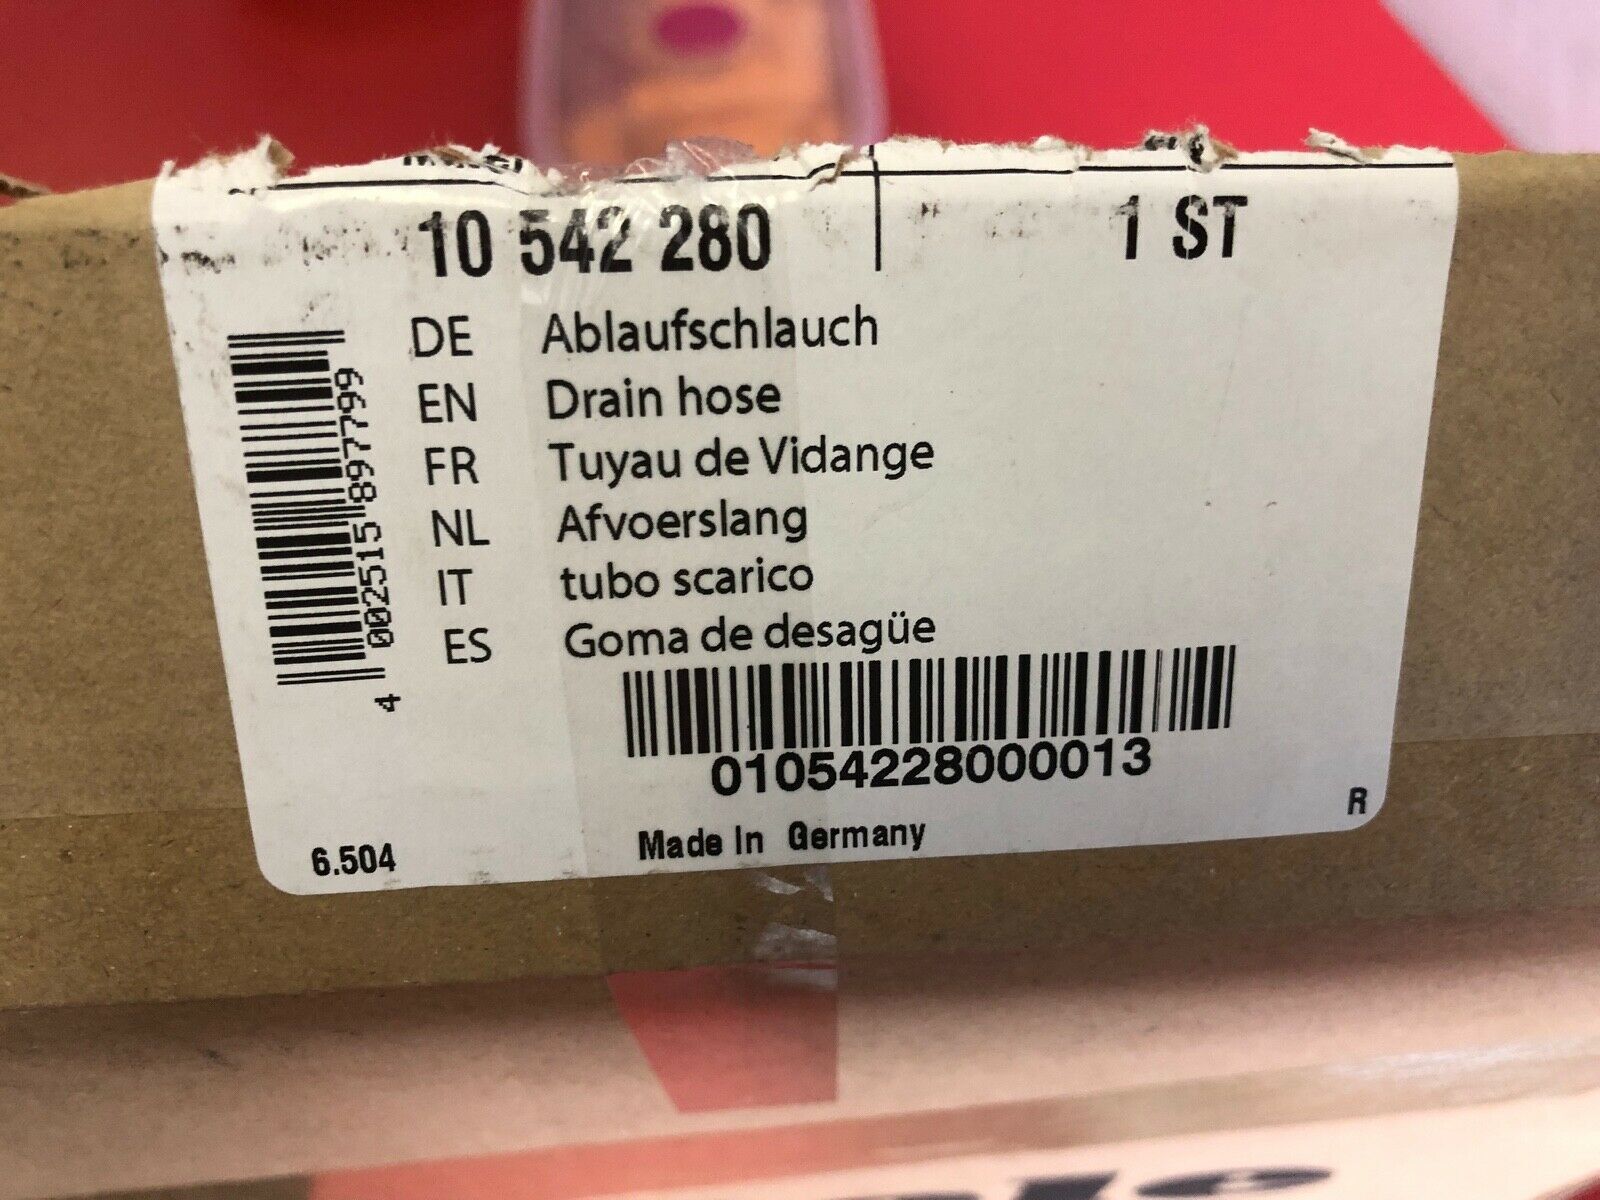 10 542 280 1 ST
DE Ablaufschlauch
EN Drain hose
FR Tuyau de Vidange
NL Afvoerslang
IT tubo scarico
ES Goma de desagüe
4 002515 897799
01054228000013
R
6.504 Made In Germany